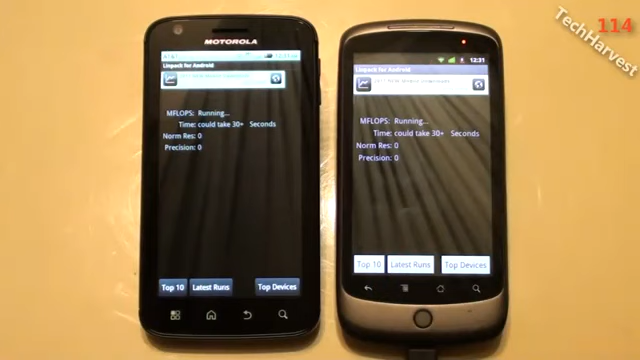 114
TechHarvest
MOTOROLA
Linpack for Android
MFLOPS: Running...
Time: could take 30+ Seconds
Norm Res: 0
Precision: 0
Top 10
Latest Runs
Top Devices
12:31
Linpack for Android
MFLOPS: Running...
Time: could take 30+ Seconds
Norm Res: 0
Precision: 0
Top 10
Latest Runs
Top Devices